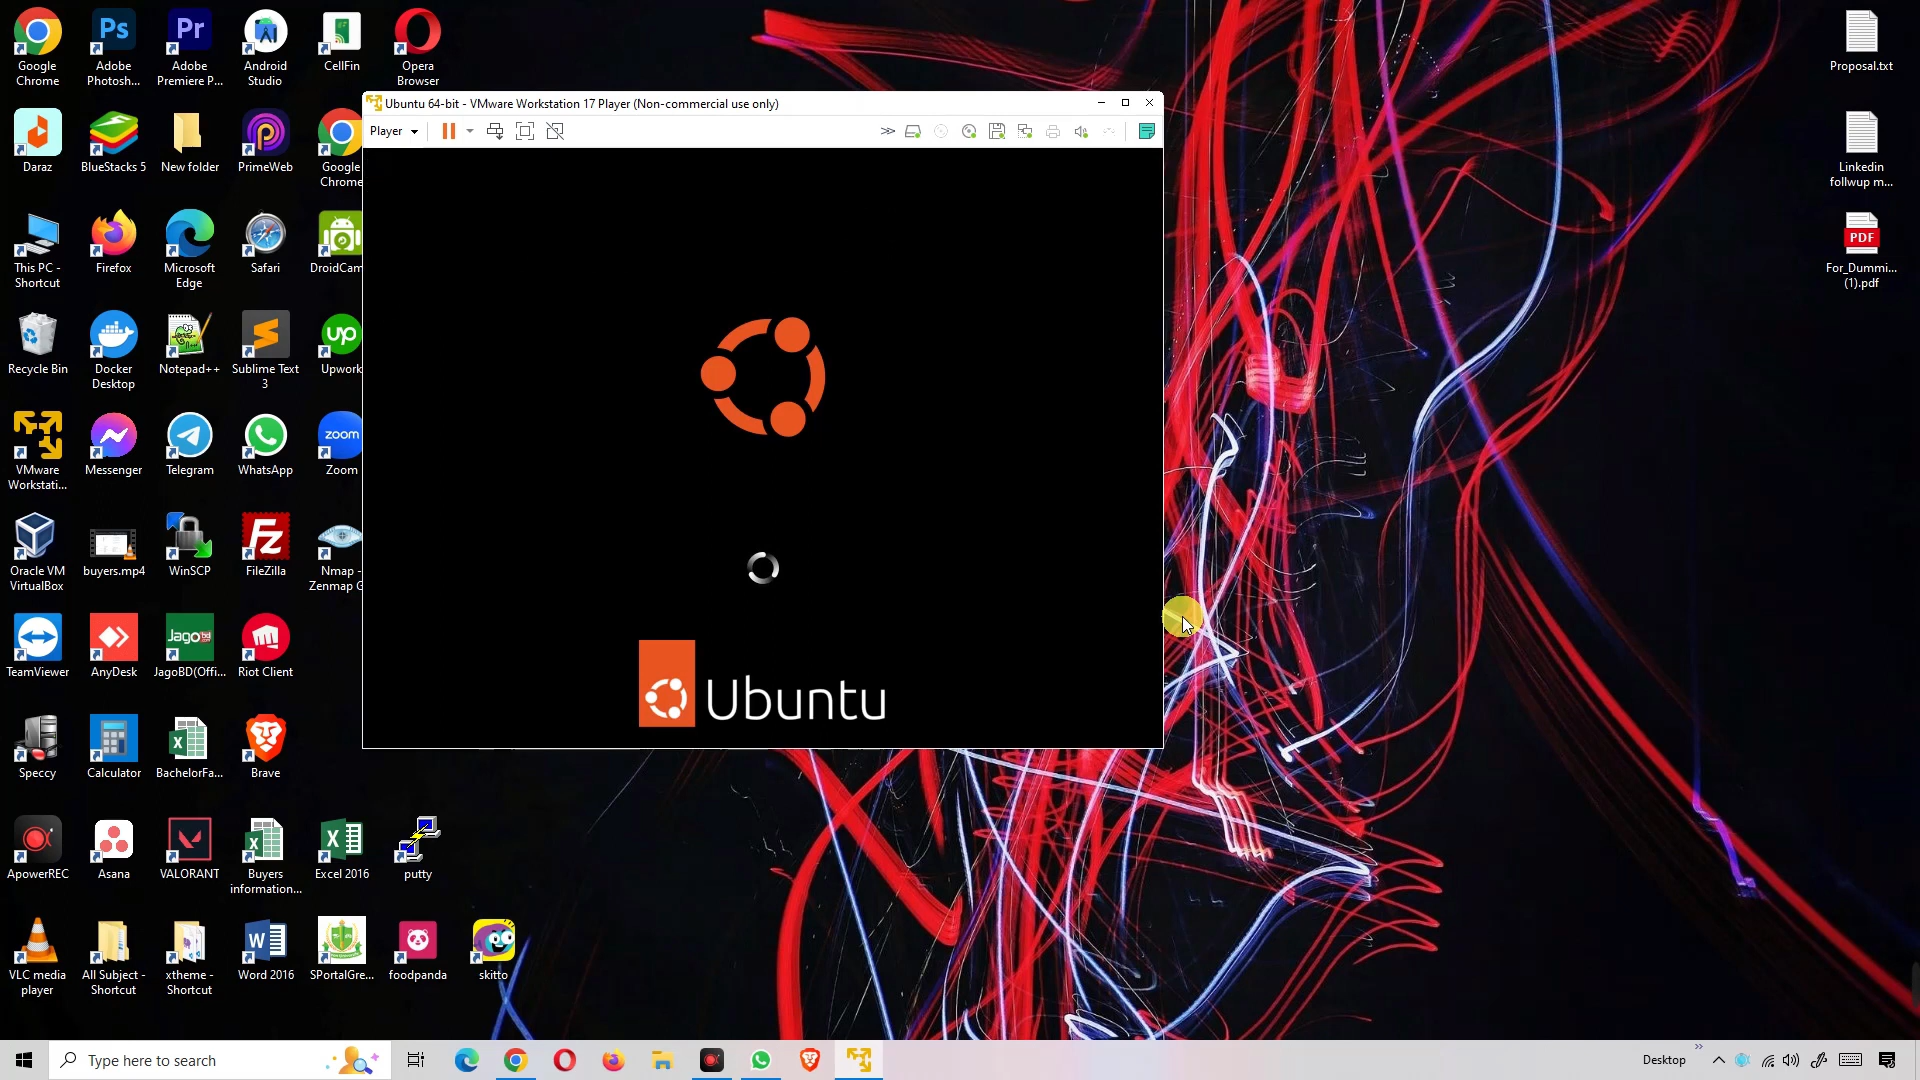 Google
Chrome
Adobe
Photosh...
Adobe
Premiere P...
Android
Studio
CellFin
Opera
Browser
Proposal.txt
Ubuntu 64-bit - VMware Workstation 17 Player (Non-commercial use only)
Player
Daraz
BlueStacks 5
New folder
PrimeWeb
Google
Chrome
Linkedin
follwup m...
This PC -
Shortcut
Firefox
Microsoft
Edge
Safari
DroidCam
PDF
For_Dummi...
(1).pdf
Recycle Bin
Docker
Desktop
Notepad++
Sublime Text
3
up
Upwork
VMware
Workstati...
Messenger
Telegram
WhatsApp
zoom
Zoom
Oracle VM
VirtualBox
buyers.mp4
WinSCP
FileZilla
Nmap -
Zenmap G
TeamViewer
AnyDesk
Jagobd
JagoBD(Offi...
Riot Client
Ubuntu
Speccy
Calculator
BachelorFa...
Brave
ApowerREC
Asana
VALORANT
Buyers
information...
Excel 2016
putty
VLC media
player
All Subject -
Shortcut
xtheme -
Shortcut
Word 2016
SPortalGre...
foodpanda
skitto
Type here to search
Desktop